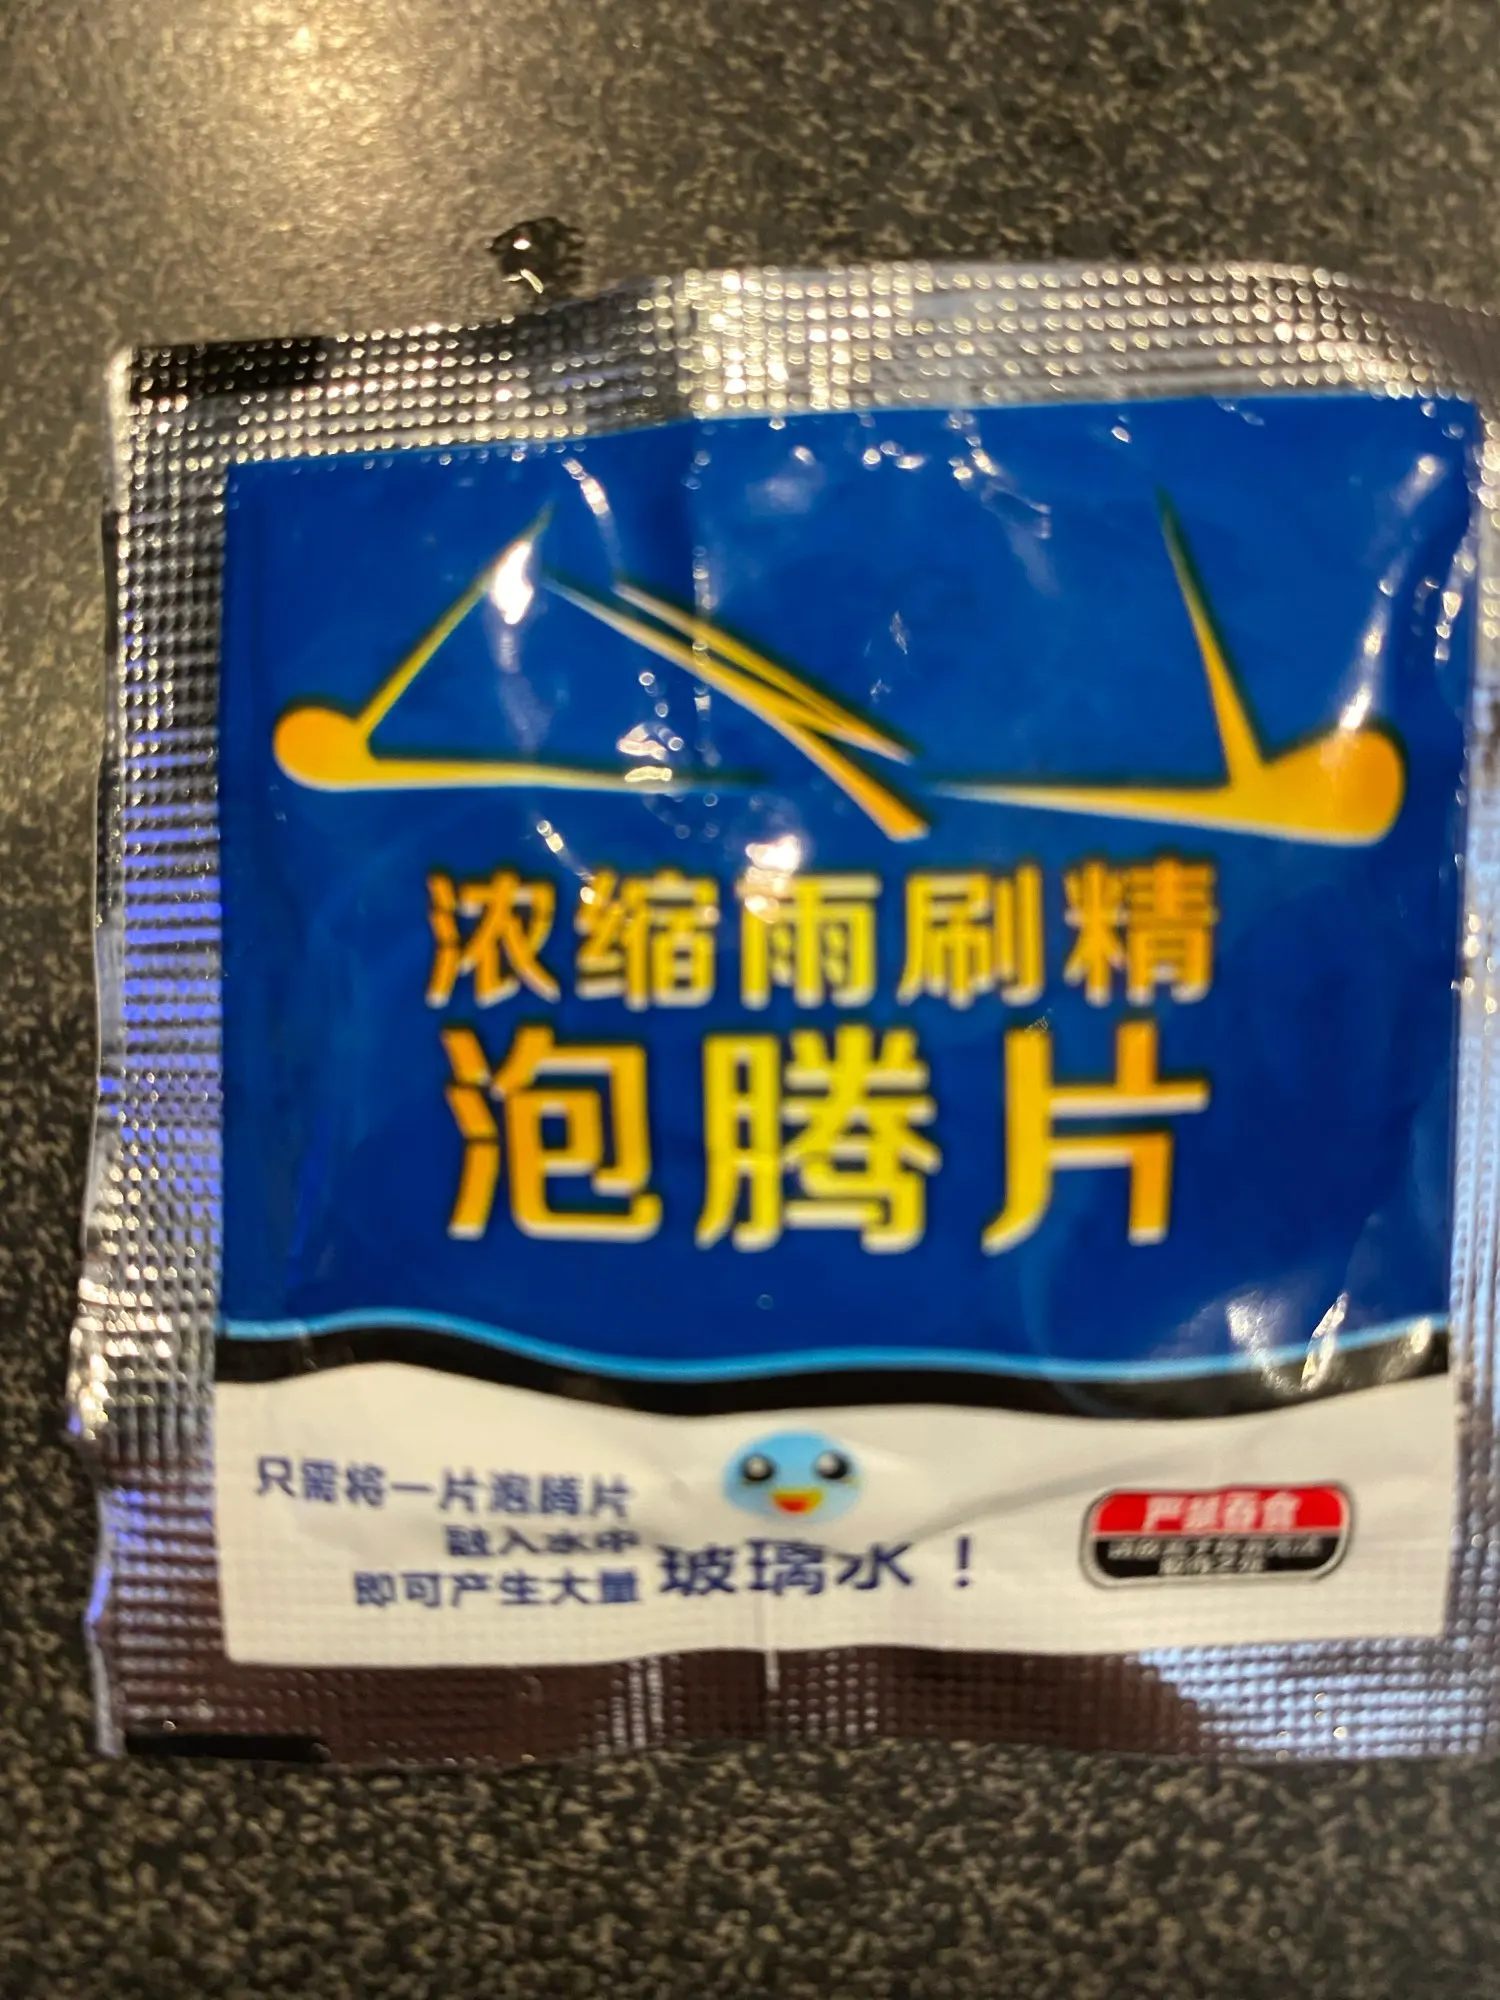 浓缩雨刷精
泡腾片
只需将一片泡腾片
融入水中
即可产生大量 玻璃水！
严禁吞食